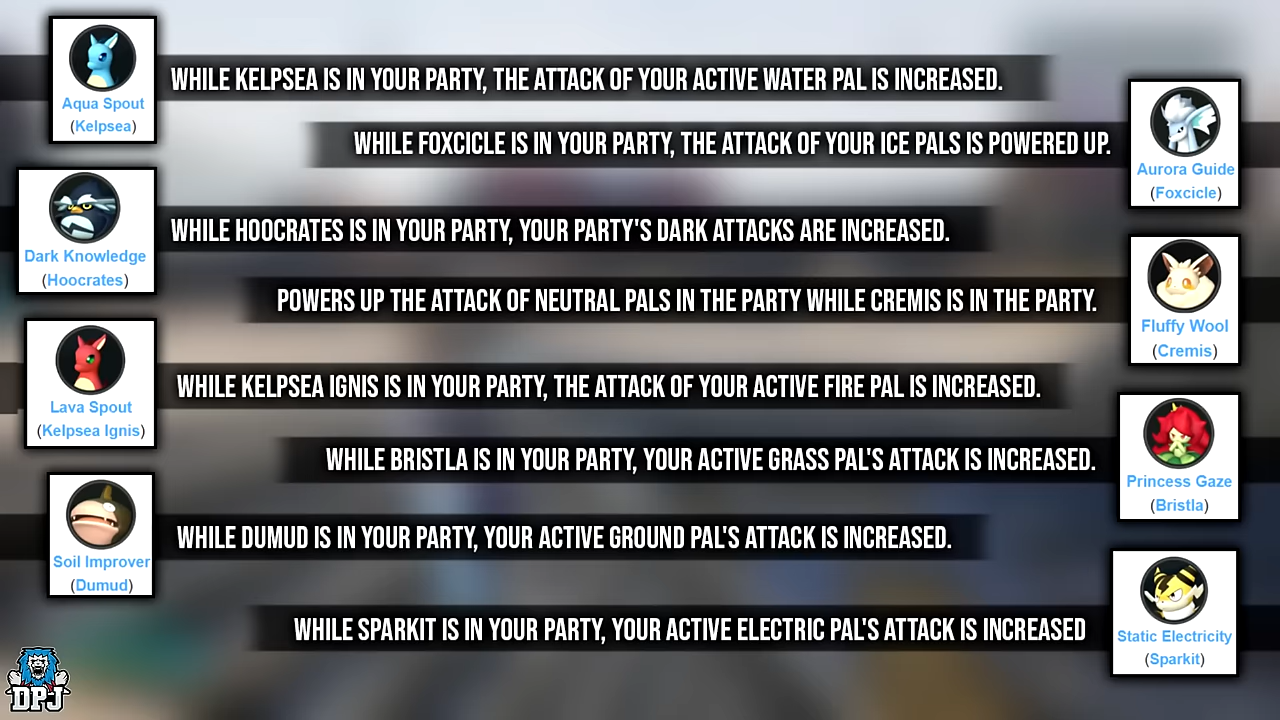 Aqua Spout
(Kelpsea)
WHILE KELPSEA IS IN YOUR PARTY, THE ATTACK OF YOUR ACTIVE WATER PAL IS INCREASED.
WHILE FOXCICLE IS IN YOUR PARTY, THE ATTACK OF YOUR ICE PALS IS POWERED UP.
Aurora Guide
(Foxcicle)
Dark Knowledge
(Hoocrates)
WHILE HOOCRATES IS IN YOUR PARTY, YOUR PARTY'S DARK ATTACKS ARE INCREASED.
POWERS UP THE ATTACK OF NEUTRAL PALS IN THE PARTY WHILE CREMIS IS IN THE PARTY.
Fluffy Wool
(Cremis)
Lava Spout
(Kelpsea Ignis)
WHILE KELPSEA IGNIS IS IN YOUR PARTY, THE ATTACK OF YOUR ACTIVE FIRE PAL IS INCREASED.
WHILE BRISTLA IS IN YOUR PARTY, YOUR ACTIVE GRASS PAL'S ATTACK IS INCREASED.
Princess Gaze
(Bristla)
Soil Improver
(Dumud)
WHILE DUMUD IS IN YOUR PARTY, YOUR ACTIVE GROUND PAL'S ATTACK IS INCREASED.
WHILE SPARKIT IS IN YOUR PARTY, YOUR ACTIVE ELECTRIC PAL'S ATTACK IS INCREASED
Static Electricity
(Sparkit)
DPJ